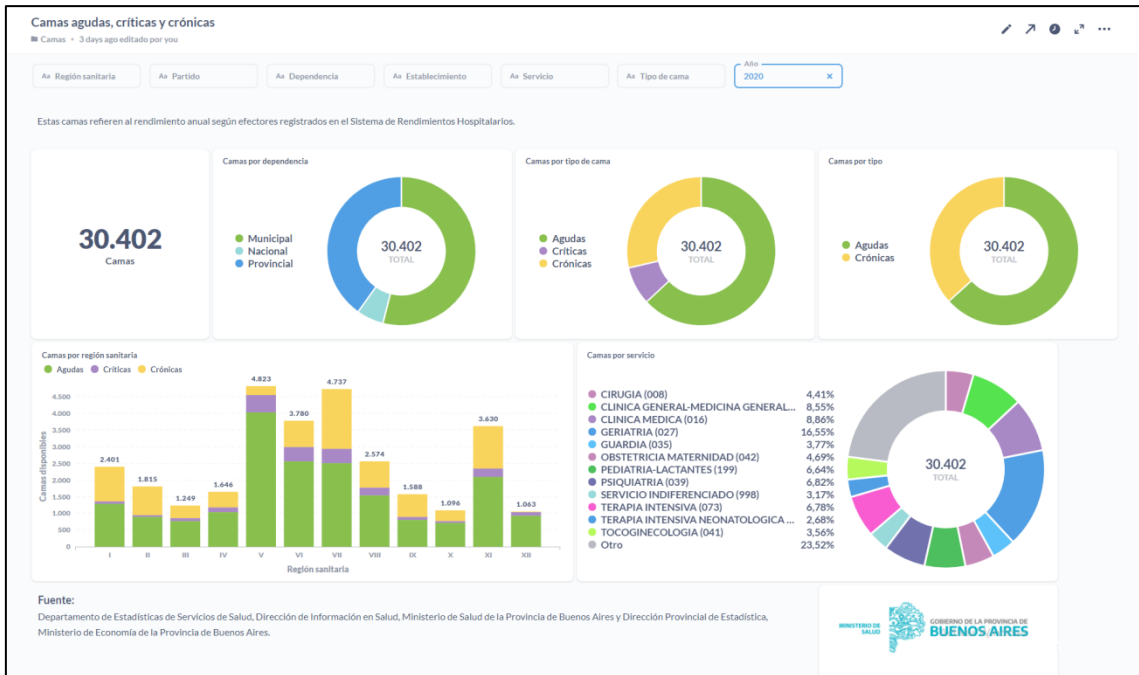 Camas agudas, críticas y crónicas
Camas • 3 days ago editado por you
Aa Región sanitaria
Aa Partido
Aa Dependencia
Aa Establecimiento
Aa Servicio
Aa Tipo de cama
Año
2020
Estas camas refieren al rendimiento anual según efectores registrados en el Sistema de Rendimientos Hospitalarios.
30.402
Camas
Camas por dependencia
Municipal
Nacional
Provincial
30.402
TOTAL
Camas por tipo de cama
Agudas
Críticas
Crónicas
30.402
TOTAL
Camas por tipo
Agudas
Crónicas
30.402
TOTAL
Camas por región sanitaria
Agudas Críticas Crónicas
Camas disponibles
4.500
4.000
3.500
3.000
2.500
2.000
1.500
1.000
500
0
2.401
1.815
1.249
1.646
4.823
3.780
4.737
2.574
1.588
1.096
3.630
1.063
I II III IV V VI VII VIII IX X XI XII
Región sanitaria
Camas por servicio
CIRUGIA (008) 4,41%
CLINICA GENERAL-MEDICINA GENERAL... 8,55%
CLINICA MEDICA (016) 8,86%
GERIATRIA (027) 16,55%
GUARDIA (035) 3,77%
OBSTETRICIA MATERNIDAD (042) 4,69%
PEDIATRIA-LACTANTES (199) 6,64%
PSIQUIATRIA (039) 6,82%
SERVICIO INDIFERENCIADO (998) 3,17%
TERAPIA INTENSIVA (073) 6,78%
TERAPIA INTENSIVA NEONATOLOGICA ... 2,68%
TOCOGINECOLOGIA (041) 3,56%
Otro 23,52%
30.402
TOTAL
Fuente:
Departamento de Estadísticas de Servicios de Salud, Dirección de Información en Salud, Ministerio de Salud de la Provincia de Buenos Aires y Dirección Provincial de Estadística,
Ministerio de Economía de la Provincia de Buenos Aires.
MINISTERIO DE
SALUD
GOBIERNO DE LA PROVINCIA DE
BUENOS AIRES